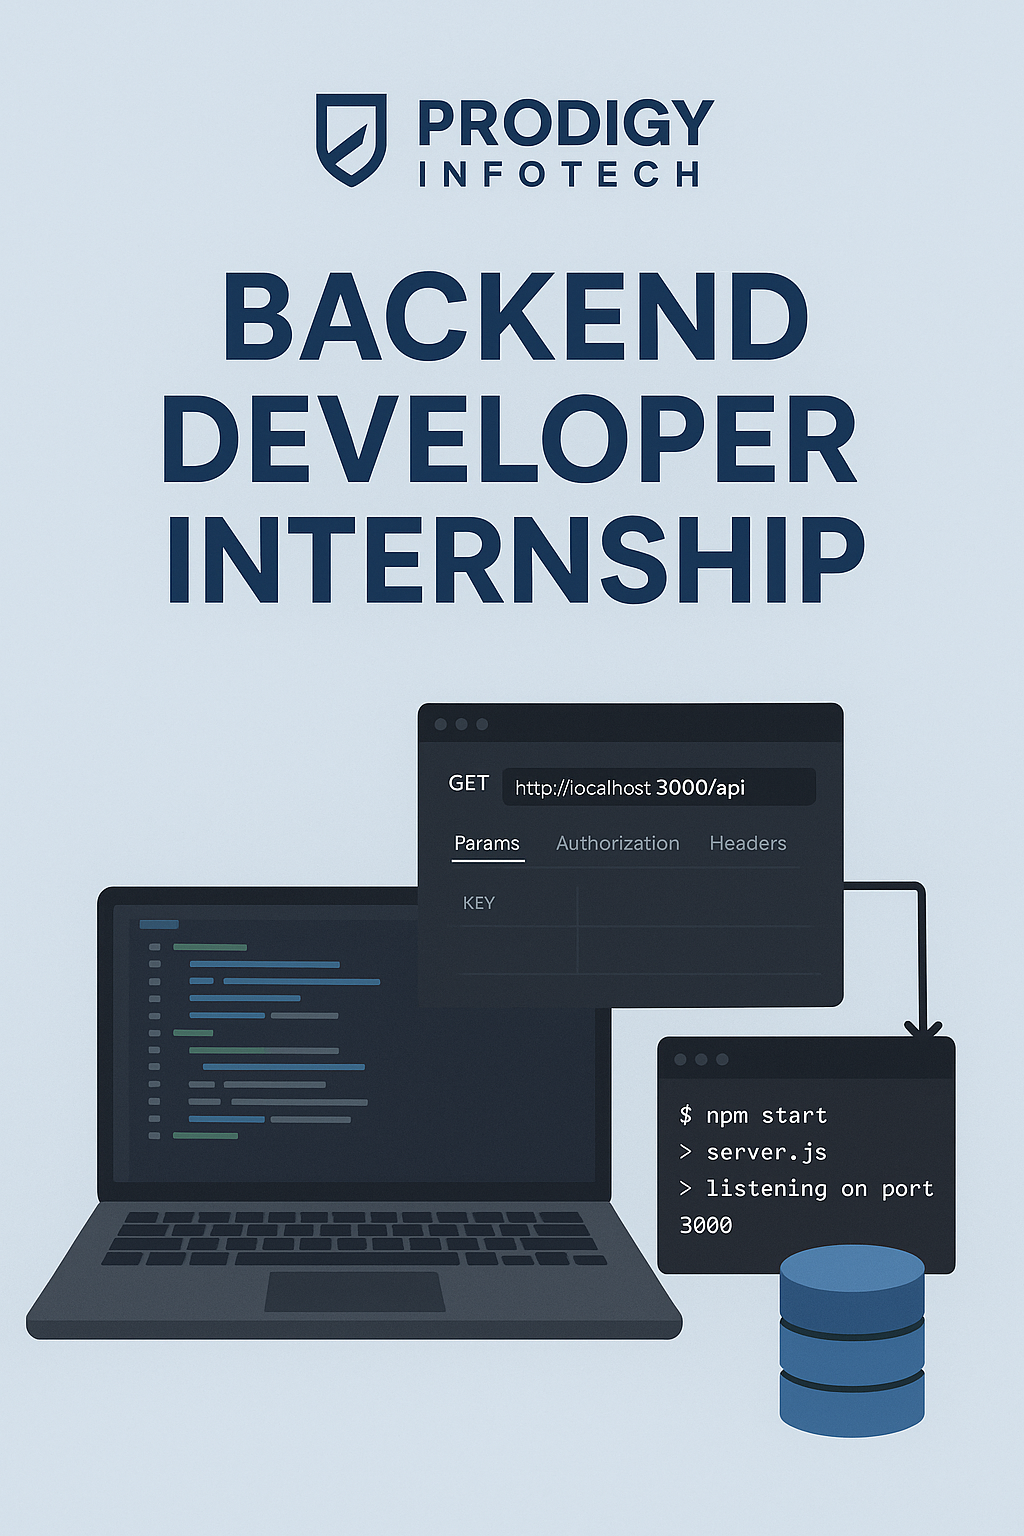 PRODIGY
INFOTECH
BACKEND
DEVELOPER
INTERNSHIP
GET http://iocalhost 3000/api
Params Authorization Headers
KEY
$ npm start
> server.js
> listening on port
3000